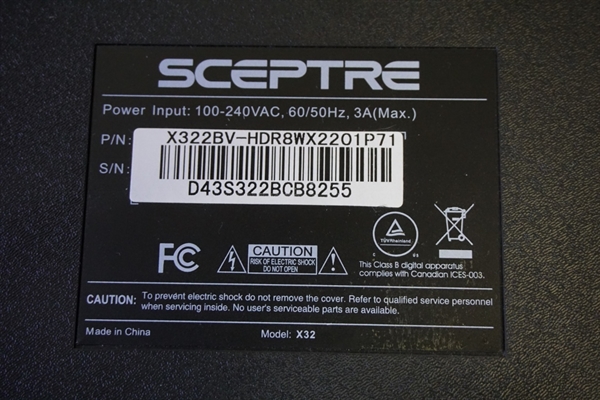 SCEPTRE
Power Input: 100-240VAC, 60/50Hz, 3A(Max.)
P/N: X322BV-HDR8WX2201P71
S/N:
D43S322BCB8255
FC
CAUTION
RISK OF ELECTRIC SHOCK
DO NOT OPEN
TÜVRheinland
This Class B digital apparatus
complies with Canadian ICES-003.
CAUTION: To prevent electric shock do not remove the cover. Refer to qualified service personnel
when servicing inside. No user's serviceable parts are available.
Made in China
Model: X32